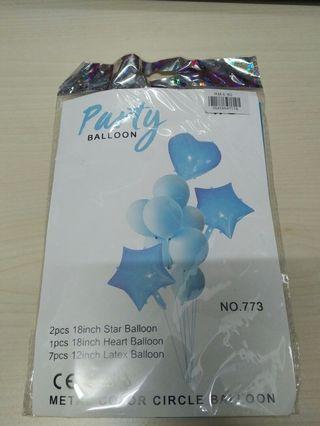 Party
BALLOON
NO.773
2pcs 18inch Star Balloon
1pcs 18inch Heart Balloon
7pcs 12inch Latex Balloon
CE
COLOR CIRCLE BALLOON